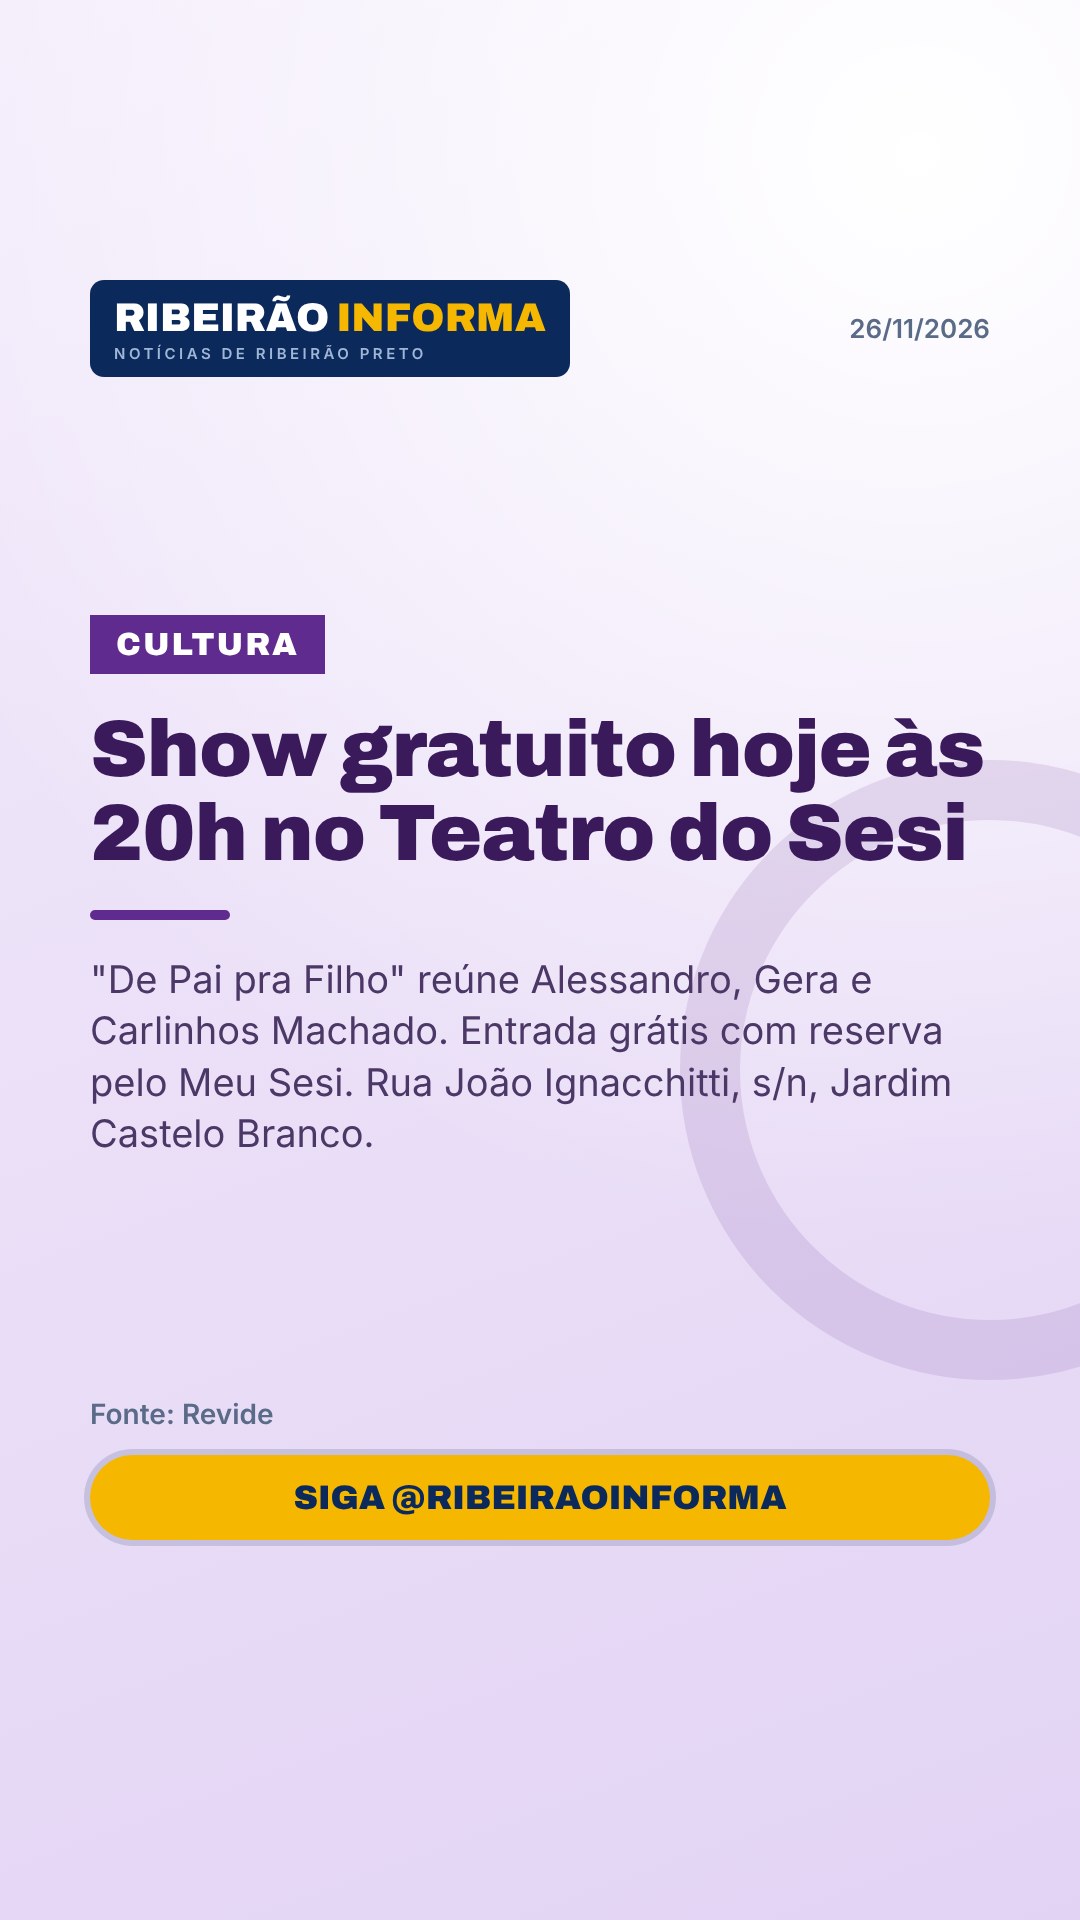 RIBEIRÃO INFORMA
NOTÍCIAS DE RIBEIRÃO PRETO
26/11/2026
CULTURA
Show gratuito hoje às
20h no Teatro do Sesi
"De Pai pra Filho" reúne Alessandro, Gera e
Carlinhos Machado. Entrada grátis com reserva
pelo Meu Sesi. Rua João Ignacchitti, s/n, Jardim
Castelo Branco.
Fonte: Revide
SIGA @RIBEIRAOINFORMA